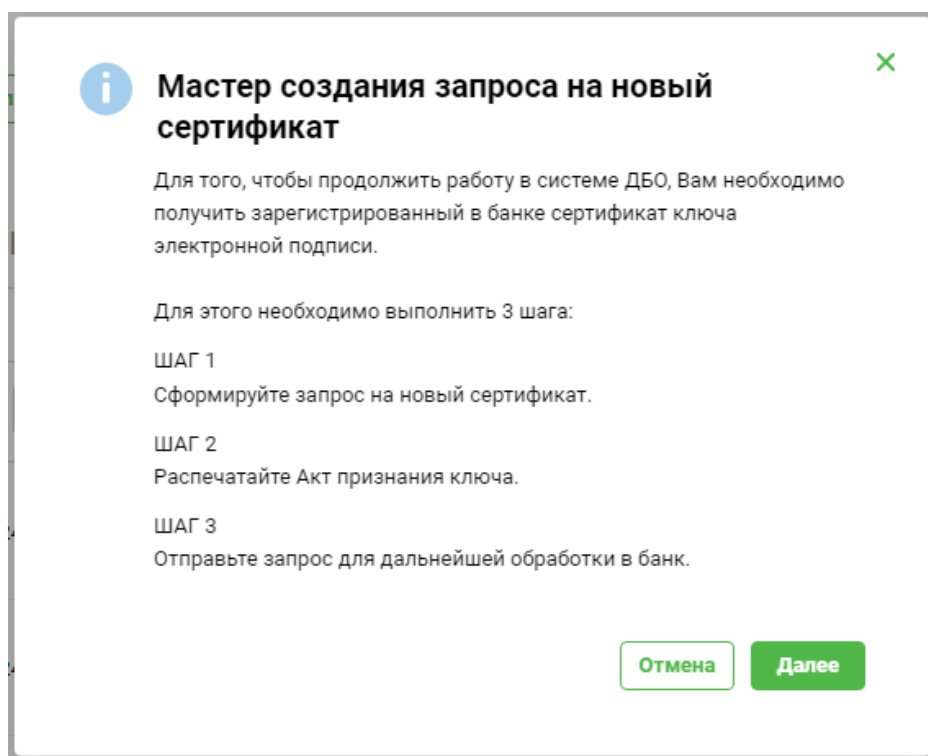 Мастер создания запроса на новый
сертификат
Для того, чтобы продолжить работу в системе ДБО, Вам необходимо
получить зарегистрированный в банке сертификат ключа
электронной подписи.
Для этого необходимо выполнить 3 шага:
ШАГ 1
Сформируйте запрос на новый сертификат.
ШАГ 2
Распечатайте Акт признания ключа.
ШАГ 3
Отправьте запрос для дальнейшей обработки в банк.
Отмена Далее